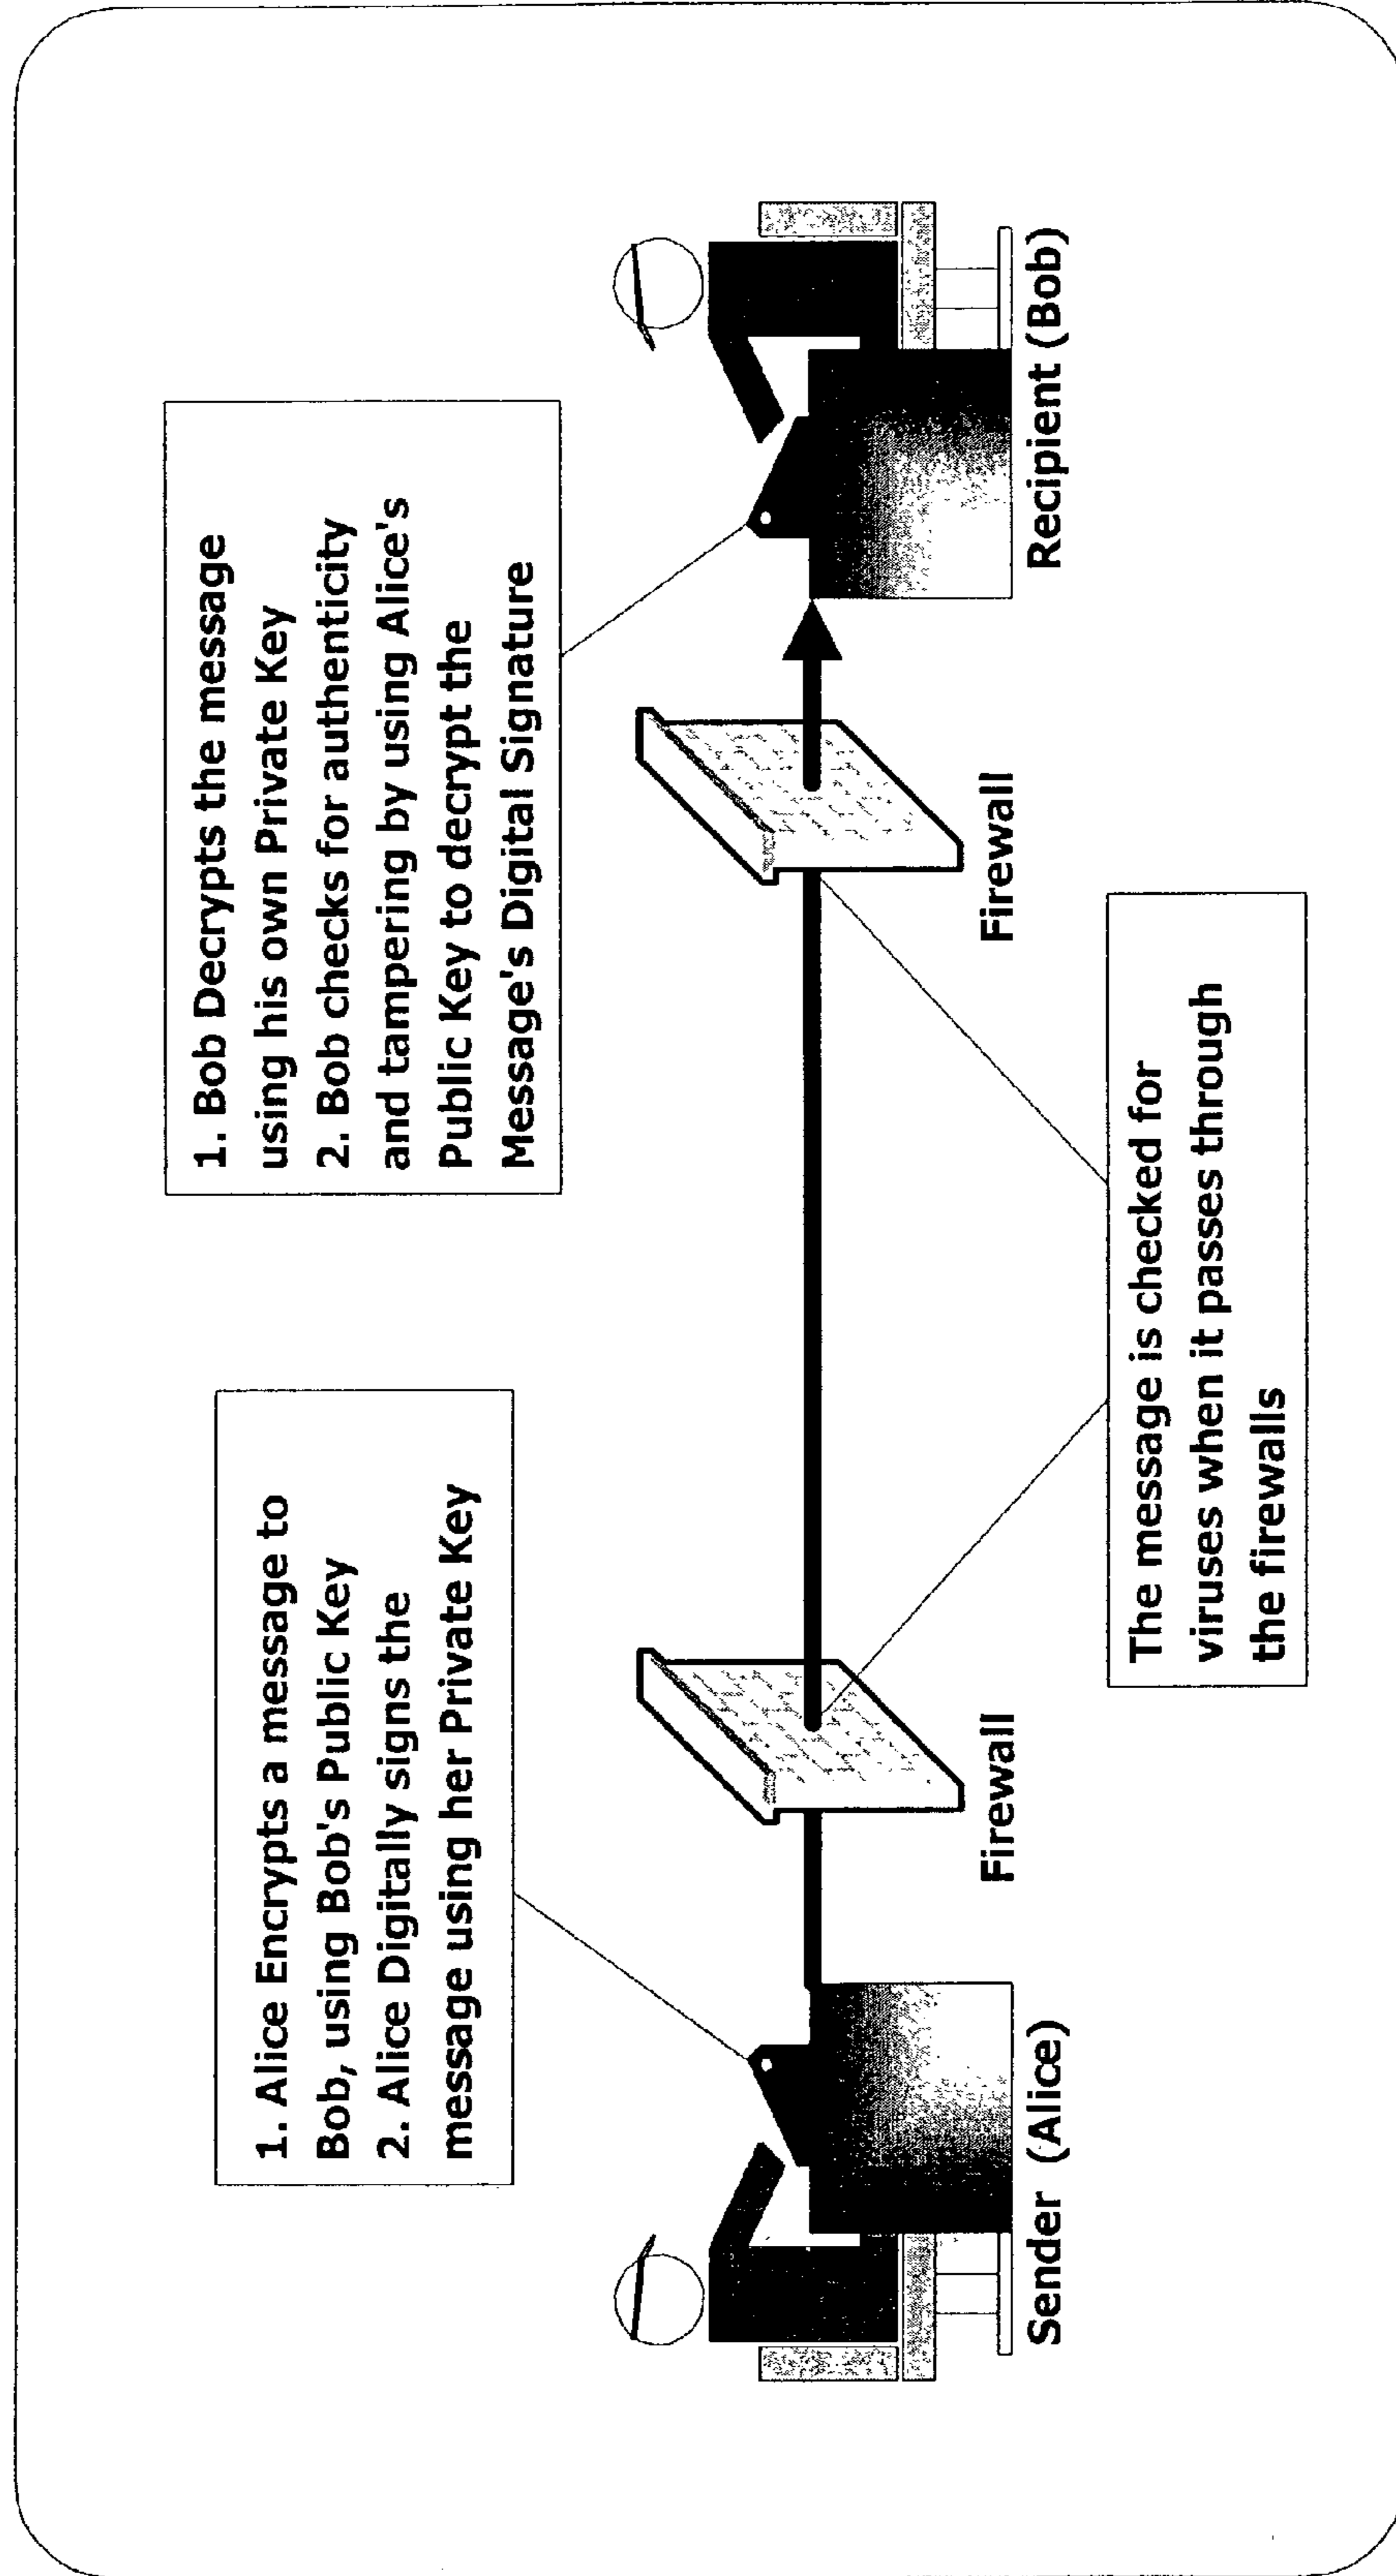 1. Alice Encrypts a message to
Bob, using Bob's Public Key
2. Alice Digitally signs the
message using her Private Key
1. Bob Decrypts the message
using his own Private Key
2. Bob checks for authenticity
and tampering by using Alice's
Public Key to decrypt the
Message's Digital Signature
Firewall
Firewall
Sender (Alice)
Recipient (Bob)
The message is checked for
viruses when it passes through
the firewalls